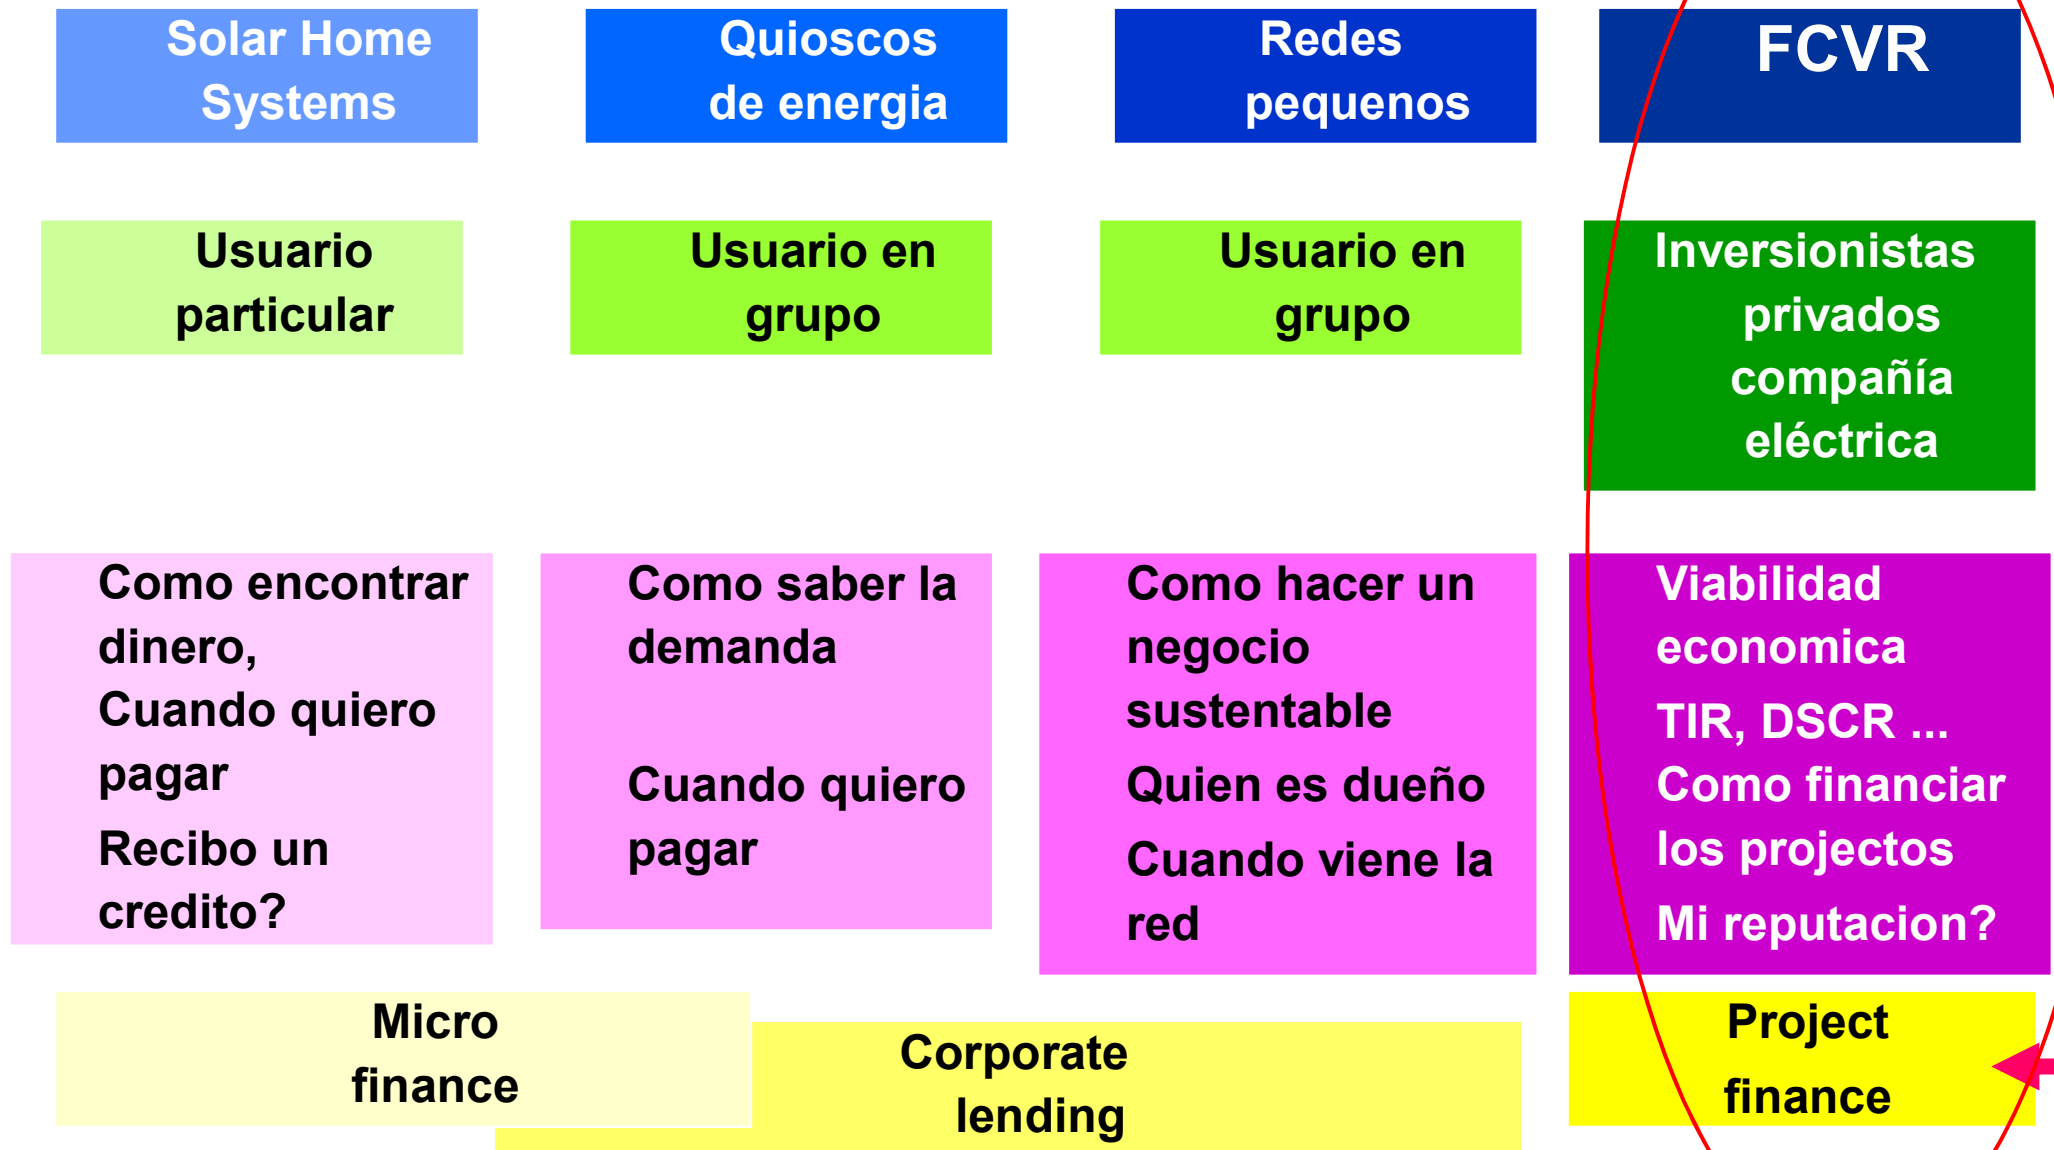 Solar Home
Systems
Quioscos
de energia
Redes
pequenos
FCVR
Usuario
particular
Usuario en
grupo
Usuario en
grupo
Inversionistas
privados
compañía
eléctrica
Como encontrar
dinero,
Cuando quiero
pagar
Recibo un
credito?
Como saber la
demanda
Cuando quiero
pagar
Como hacer un
negocio
sustentable
Quien es dueño
Cuando viene la
red
Viabilidad
economica
TIR, DSCR ...
Como financiar
los projectos
Mi reputacion?
Micro
finance
Corporate
lending
Project
finance